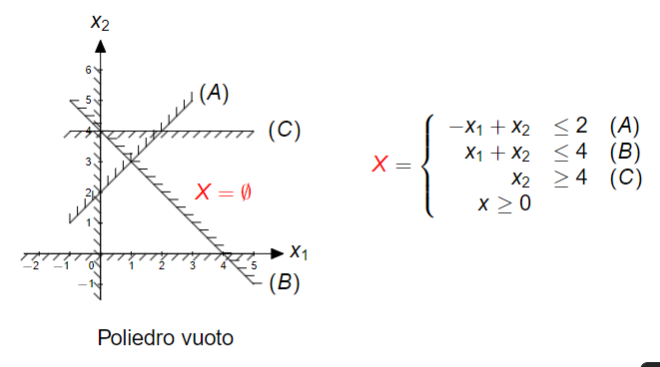 x₂
6
5
4
3
2
1
−2 −1 0 1 2 3 4 5
−1
x₁
(A)
(C)
X = ∅
(B)
Poliedro vuoto
X =
−x₁ + x₂ ≤ 2 (A)
x₁ + x₂ ≤ 4 (B)
x₂ ≥ 4 (C)
x ≥ 0